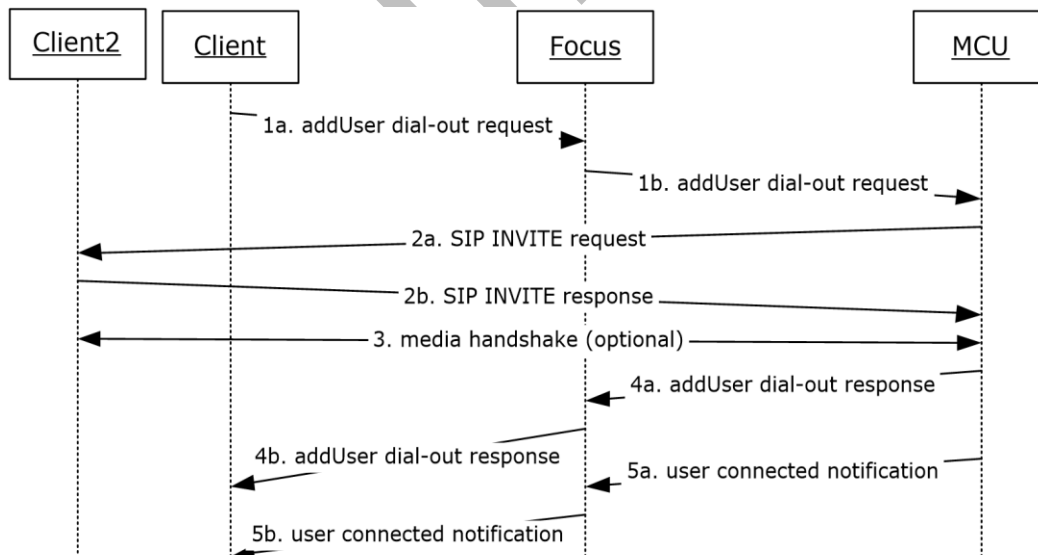 Client2
Client
Focus
MCU
1a. addUser dial-out request
1b. addUser dial-out request
2a. SIP INVITE request
2b. SIP INVITE response
3. media handshake (optional)
4a. addUser dial-out response
4b. addUser dial-out response
5a. user connected notification
5b. user connected notification